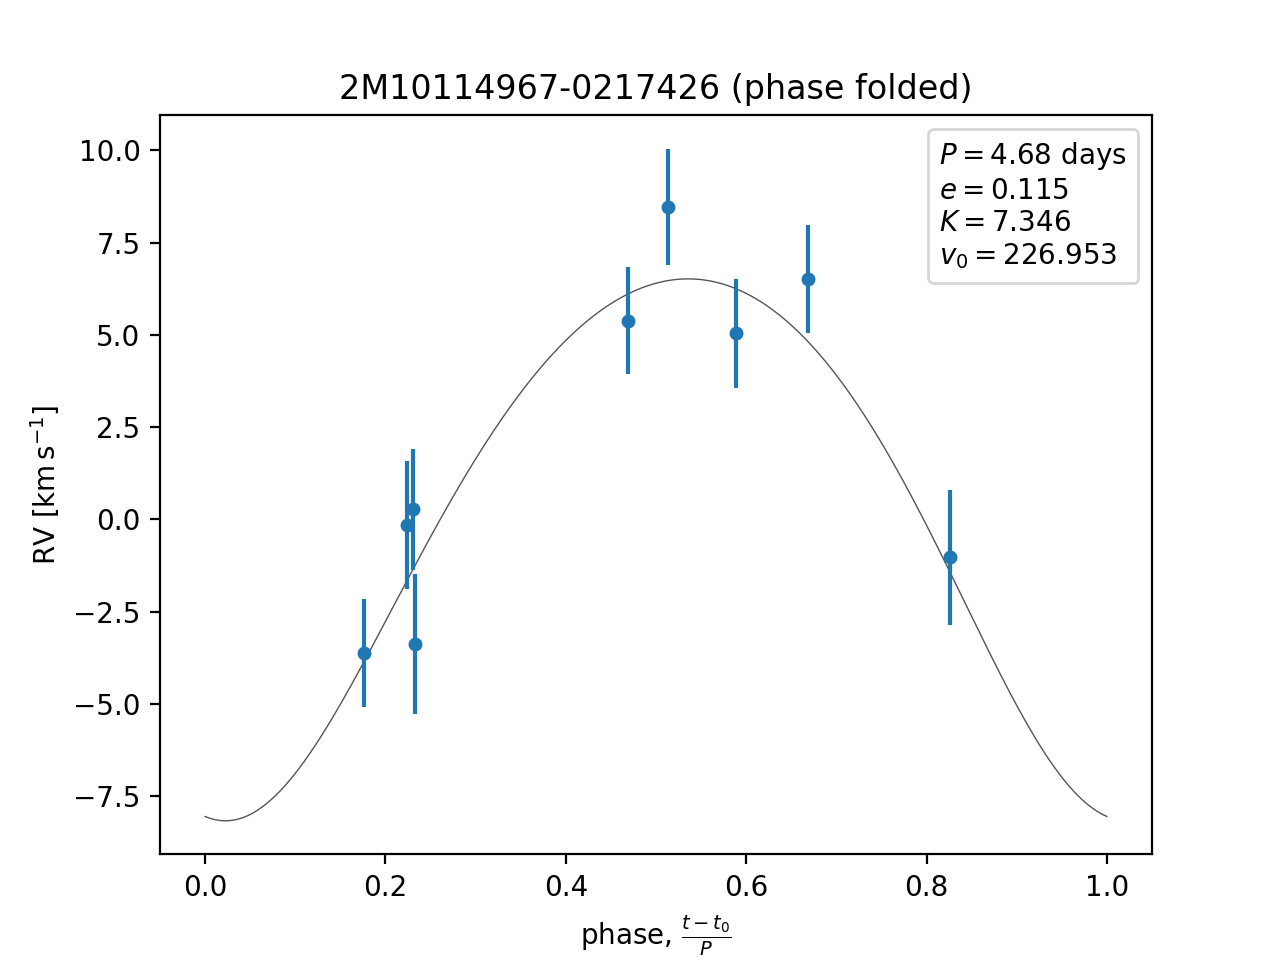 2M10114967-0217426 (phase folded)
P = 4.68 days
e = 0.115
K = 7.346
v₀ = 226.953
10.0
7.5
5.0
2.5
0.0
−2.5
−5.0
−7.5
RV [km s⁻¹]
0.0 0.2 0.4 0.6 0.8 1.0
phase, (t − t₀)/P